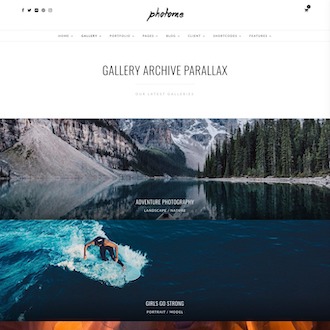 photome
0
HOME GALLERY PORTFOLIO PAGES BLOG CLIENT SHORTCODES FEATURES
GALLERY ARCHIVE PARALLAX
OUR LATEST GALLERIES
ADVENTURE PHOTOGRAPHY
LANDSCAPE / NATURE
GIRLS GO STRONG
PORTRAIT / MODEL